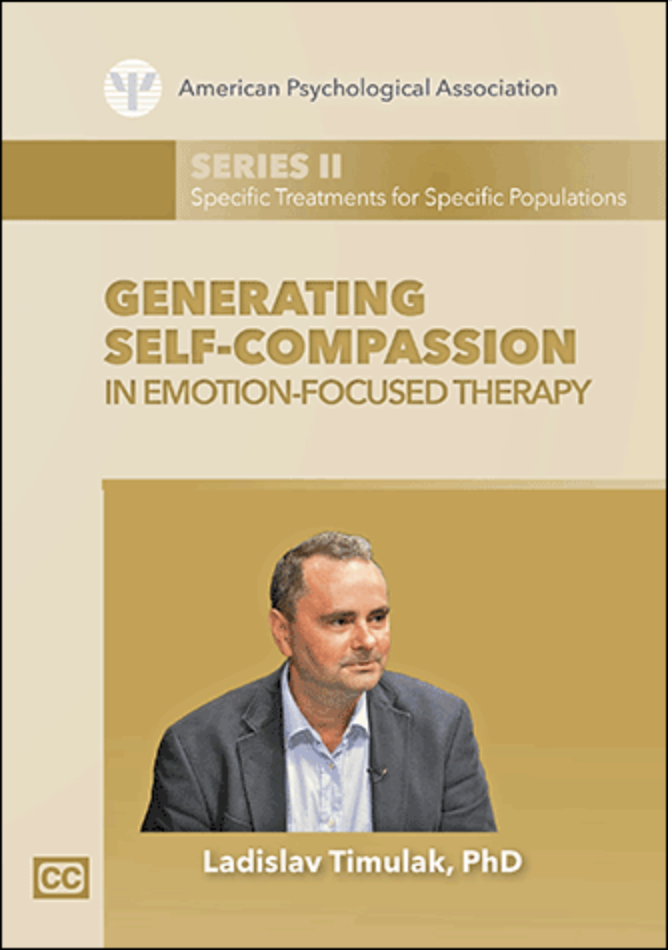 American Psychological Association
SERIES II
Specific Treatments for Specific Populations
GENERATING
SELF-COMPASSION
IN EMOTION-FOCUSED THERAPY
Ladislav Timulak, PhD
CC